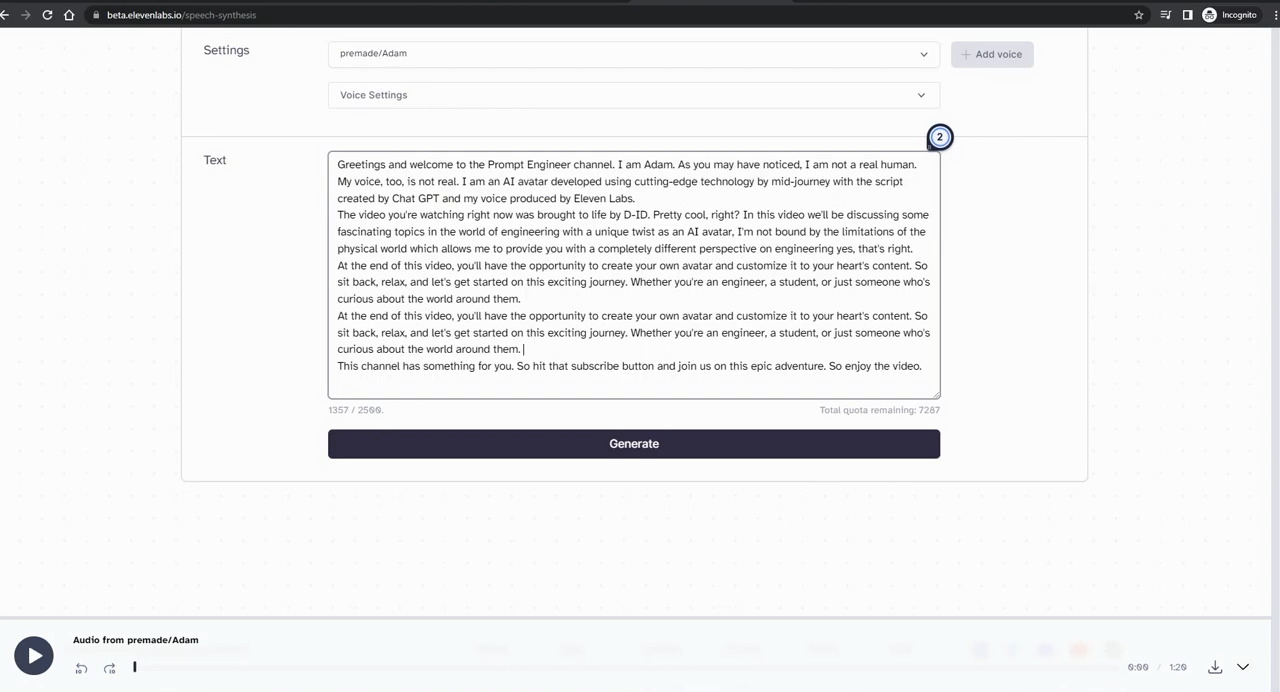 beta.elevenlabs.io/speech-synthesis
Incognito
Settings
premade/Adam
Add voice
Voice Settings
2
Text
Greetings and welcome to the Prompt Engineer channel. I am Adam. As you may have noticed, I am not a real human.
My voice, too, is not real. I am an AI avatar developed using cutting-edge technology by mid-journey with the script
created by Chat GPT and my voice produced by Eleven Labs.
The video you're watching right now was brought to life by D-ID. Pretty cool, right? In this video we'll be discussing some
fascinating topics in the world of engineering with a unique twist as an AI avatar, I'm not bound by the limitations of the
physical world which allows me to provide you with a completely different perspective on engineering yes, that's right.
At the end of this video, you'll have the opportunity to create your own avatar and customize it to your heart's content. So
sit back, relax, and let's get started on this exciting journey. Whether you're an engineer, a student, or just someone who's
curious about the world around them.
At the end of this video, you'll have the opportunity to create your own avatar and customize it to your heart's content. So
sit back, relax, and let's get started on this exciting journey. Whether you're an engineer, a student, or just someone who's
curious about the world around them.
This channel has something for you. So hit that subscribe button and join us on this epic adventure. So enjoy the video.
1357 / 2500.
Total quota remaining: 7287
Generate
Audio from premade/Adam
10
10
0:00 / 1:20